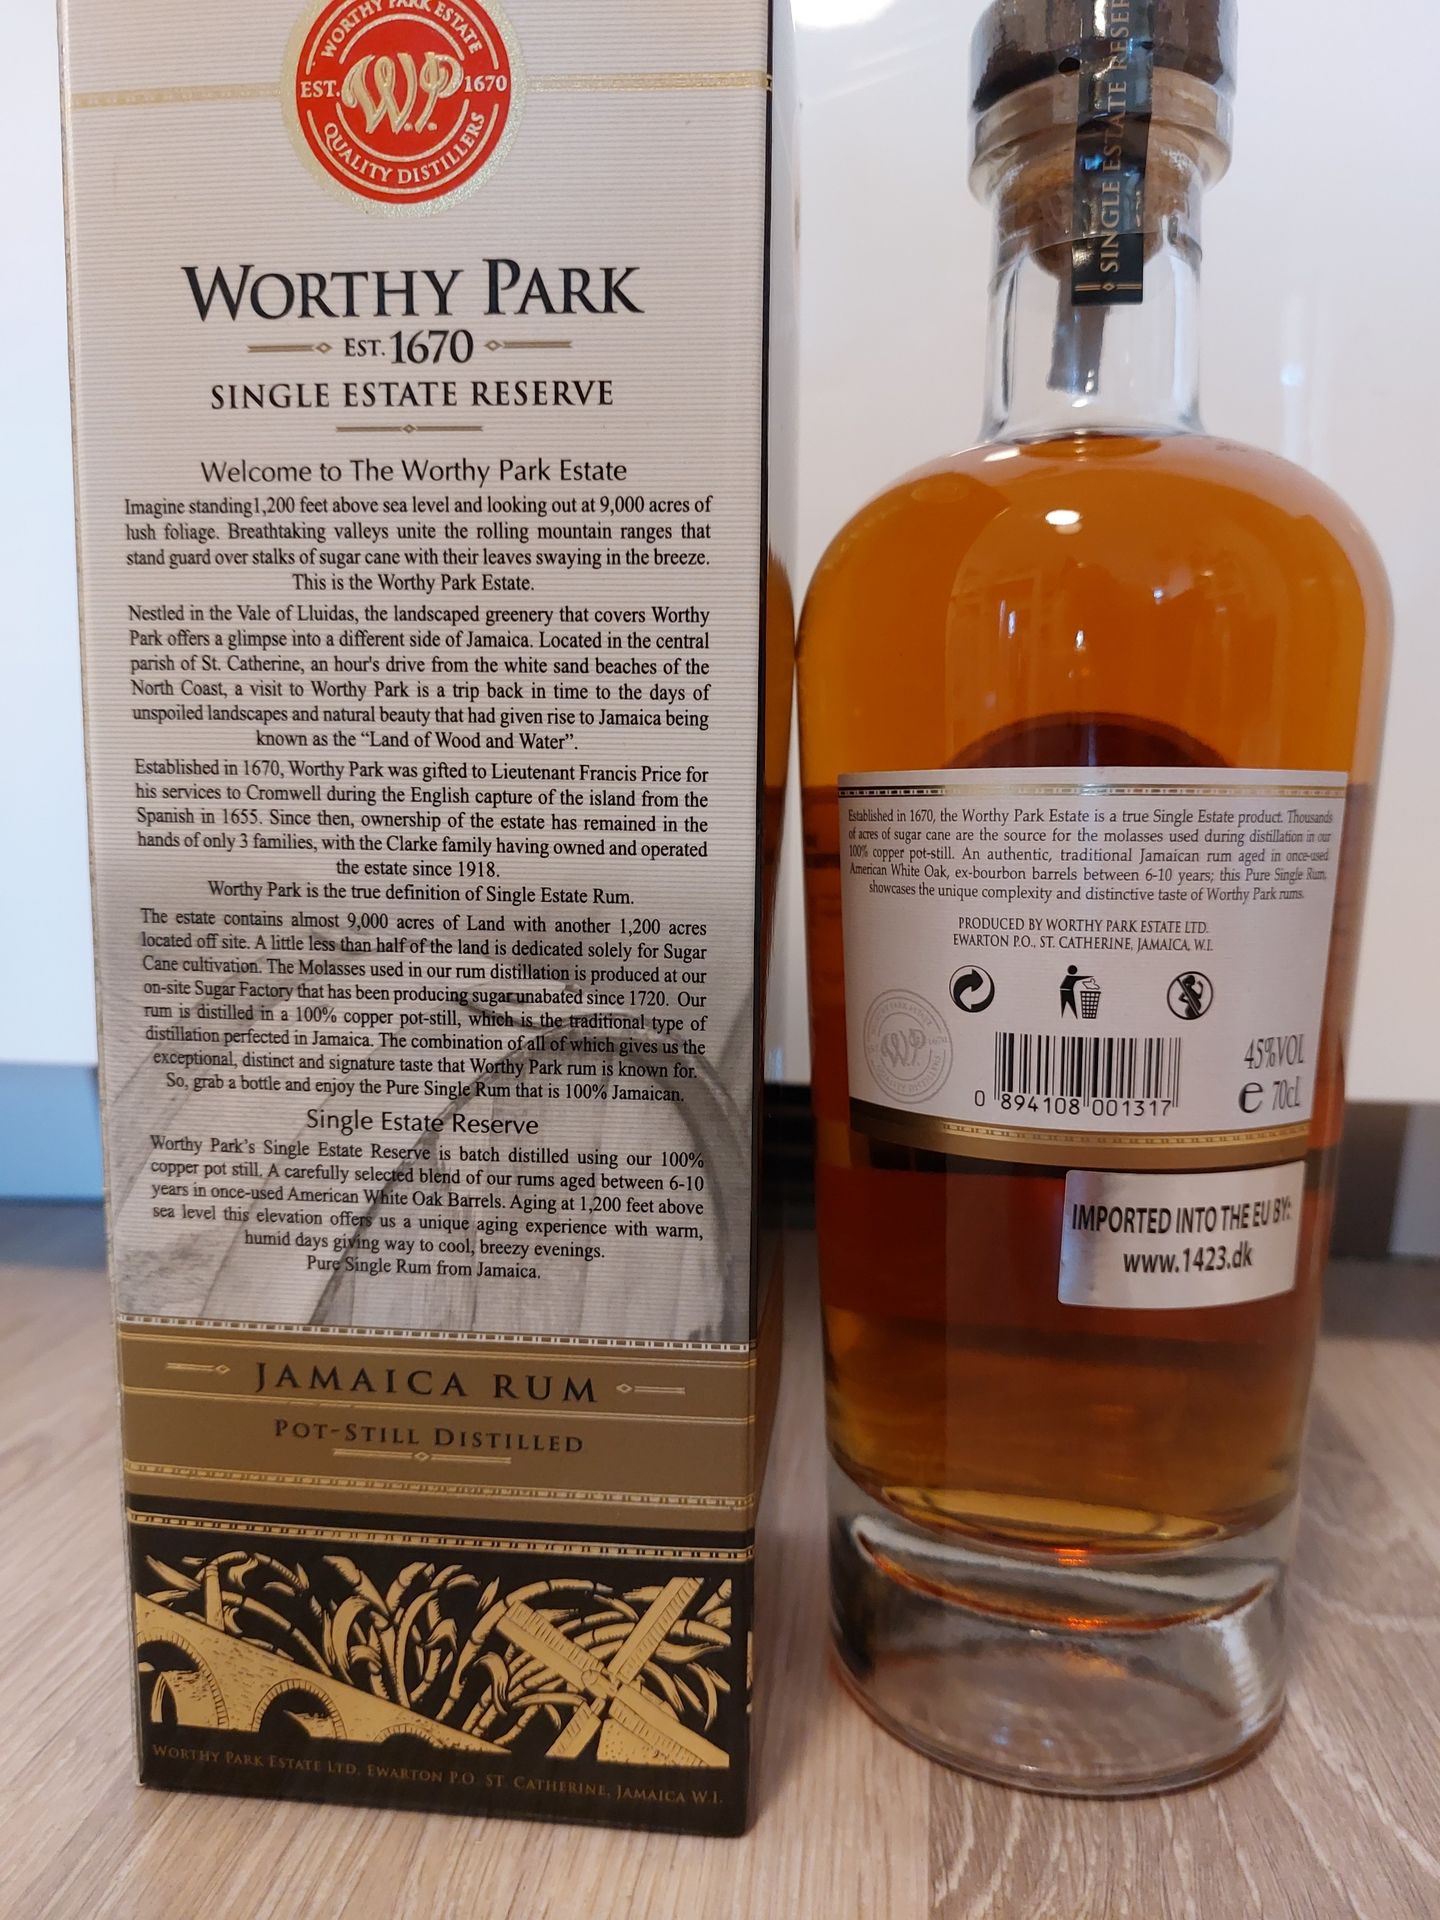 WORTHY PARK ESTATE
EST. W.P. 1670
QUALITY DISTILLERS
WORTHY PARK
EST. 1670
SINGLE ESTATE RESERVE
Welcome to The Worthy Park Estate
Imagine standing1,200 feet above sea level and looking out at 9,000 acres of
lush foliage. Breathtaking valleys unite the rolling mountain ranges that
stand guard over stalks of sugar cane with their leaves swaying in the breeze.
This is the Worthy Park Estate.
Nestled in the Vale of Lluidas, the landscaped greenery that covers Worthy
Park offers a glimpse into a different side of Jamaica. Located in the central
parish of St. Catherine, an hour's drive from the white sand beaches of the
North Coast, a visit to Worthy Park is a trip back in time to the days of
unspoiled landscapes and natural beauty that had given rise to Jamaica being
known as the “Land of Wood and Water”.
Established in 1670, Worthy Park was gifted to Lieutenant Francis Price for
his services to Cromwell during the English capture of the island from the
Spanish in 1655. Since then, ownership of the estate has remained in the
hands of only 3 families, with the Clarke family having owned and operated
the estate since 1918.
Worthy Park is the true definition of Single Estate Rum.
The estate contains almost 9,000 acres of Land with another 1,200 acres
located off site. A little less than half of the land is dedicated solely for Sugar
Cane cultivation. The Molasses used in our rum distillation is produced at our
on-site Sugar Factory that has been producing sugar unabated since 1720. Our
rum is distilled in a 100% copper pot-still, which is the traditional type of
distillation perfected in Jamaica. The combination of all of which gives us the
exceptional, distinct and signature taste that Worthy Park rum is known for.
So, grab a bottle and enjoy the Pure Single Rum that is 100% Jamaican.
Single Estate Reserve
Worthy Park’s Single Estate Reserve is batch distilled using our 100%
copper pot still. A carefully selected blend of our rums aged between 6-10
years in once-used American White Oak Barrels. Aging at 1,200 feet above
sea level this elevation offers us a unique aging experience with warm,
humid days giving way to cool, breezy evenings.
Pure Single Rum from Jamaica.
JAMAICA RUM
POT-STILL DISTILLED
WORTHY PARK ESTATE LTD. EWARTON P.O ST. CATHERINE, JAMAICA W.I.
SINGLE ESTATE RESER
Established in 1670, the Worthy Park Estate is a true Single Estate product. Thousands
of acres of sugar cane are the source for the molasses used during distillation in our
100% copper pot-still. An authentic, traditional Jamaican rum aged in once-used
American White Oak, ex-bourbon barrels between 6-10 years; this Pure Single Rum,
showcases the unique complexity and distinctive taste of Worthy Park rums.
PRODUCED BY WORTHY PARK ESTATE LTD.
EWARTON P.O., ST. CATHERINE, JAMAICA, W.I.
WORTHY PARK ESTATE
W.P. 1670
QUALITY DISTILLERS
0 894108 001317
45%VOL
e 70cL
IMPORTED INTO THE EU BY:
www.1423.dk